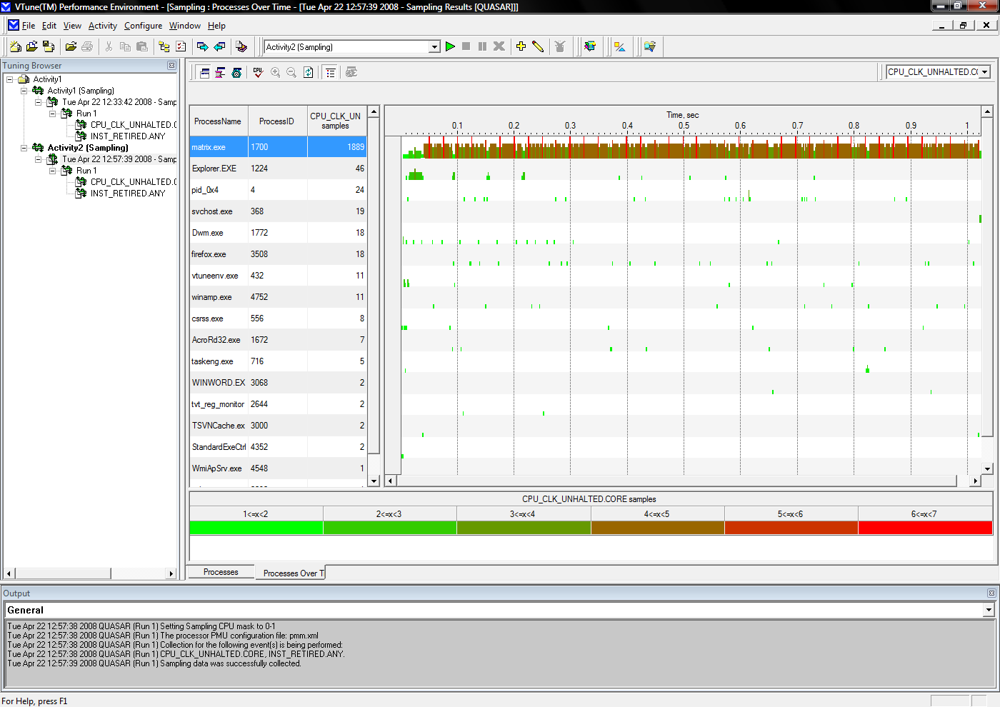 VTune(TM) Performance Environment - [Sampling : Processes Over Time - [Tue Apr 22 12:57:39 2008 - Sampling Results [QUASAR]]]
File Edit View Activity Configure Window Help
Activity2 (Sampling)
Tuning Browser
Activity1
Activity1 (Sampling)
Tue Apr 22 12:33:42 2008 - Samp
Run 1
CPU_CLK_UNHALTED.C
INST_RETIRED.ANY
Activity2 (Sampling)
Tue Apr 22 12:57:39 2008 - Samp
Run 1
CPU_CLK_UNHALTED.C
INST_RETIRED.ANY
CPU
CPU_CLK_UNHALTED.CO
ProcessName ProcessID CPU_CLK_UN samples
matrix.exe 1700 1889
Explorer.EXE 1224 46
pid_0x4 4 24
svchost.exe 368 19
Dwm.exe 1772 18
firefox.exe 3508 18
vtuneenv.exe 432 11
winamp.exe 4752 11
csrss.exe 556 8
AcroRd32.exe 1672 7
taskeng.exe 716 5
WINWORD.EX 3068 2
tvt_reg_monitor 2644 2
TSVNCache.ex 3000 2
StandardExeCtrl 4352 2
WmiApSrv.exe 4548 1
Time, sec
0.1 0.2 0.3 0.4 0.5 0.6 0.7 0.8 0.9 1
CPU_CLK_UNHALTED.CORE samples
1<=x<2 2<=x<3 3<=x<4 4<=x<5 5<=x<6 6<=x<7
Processes Processes Over T
Output
General
Tue Apr 22 12:57:38 2008 QUASAR (Run 1) Setting Sampling CPU mask to 0-1
Tue Apr 22 12:57:38 2008 QUASAR (Run 1) The processor PMU configuration file: pmm.xml
Tue Apr 22 12:57:38 2008 QUASAR (Run 1) Collection for the following event(s) is being performed:
Tue Apr 22 12:57:38 2008 QUASAR (Run 1) CPU_CLK_UNHALTED.CORE, INST_RETIRED.ANY.
Tue Apr 22 12:57:39 2008 QUASAR (Run 1) Sampling data was successfully collected.
For Help, press F1